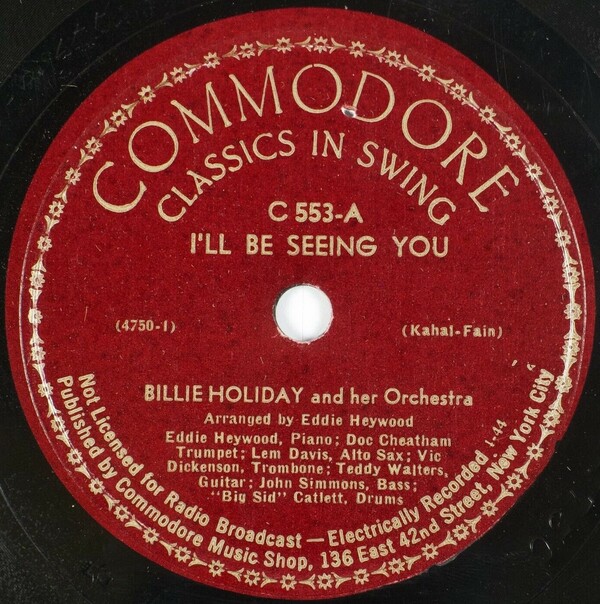 COMMODORE
CLASSICS IN SWING
C 553-A
I'LL BE SEEING YOU
(4750-1)
(Kahal-Fain)
BILLIE HOLIDAY and her Orchestra
Arranged by Eddie Heywood
Eddie Heywood, Piano; Doc Cheatham
Trumpet; Lem Davis, Alto Sax; Vic
Dickenson, Trombone; Teddy Walters,
Guitar; John Simmons, Bass;
"Big Sid" Catlett, Drums
Not Licensed for Radio Broadcast — Electrically Recorded 1-44
Published by Commodore Music Shop, 136 East 42nd Street, New York City